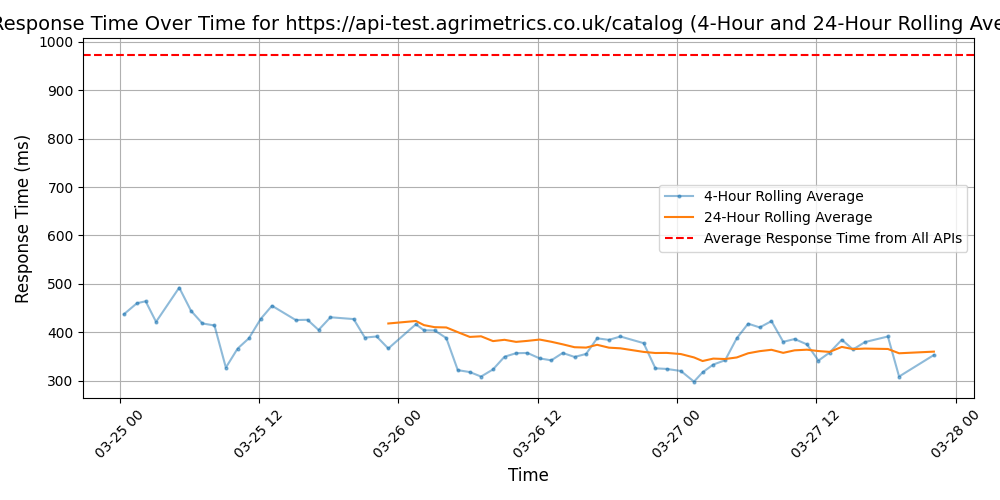 Response Time Over Time for https://api-test.agrimetrics.co.uk/catalog (4-Hour and 24-Hour Rolling Ave
1000
900
800
700
600
500
400
300
Response Time (ms)
4-Hour Rolling Average
24-Hour Rolling Average
Average Response Time from All APIs
03-25 00
03-25 12
03-26 00
03-26 12
03-27 00
03-27 12
03-28 00
Time